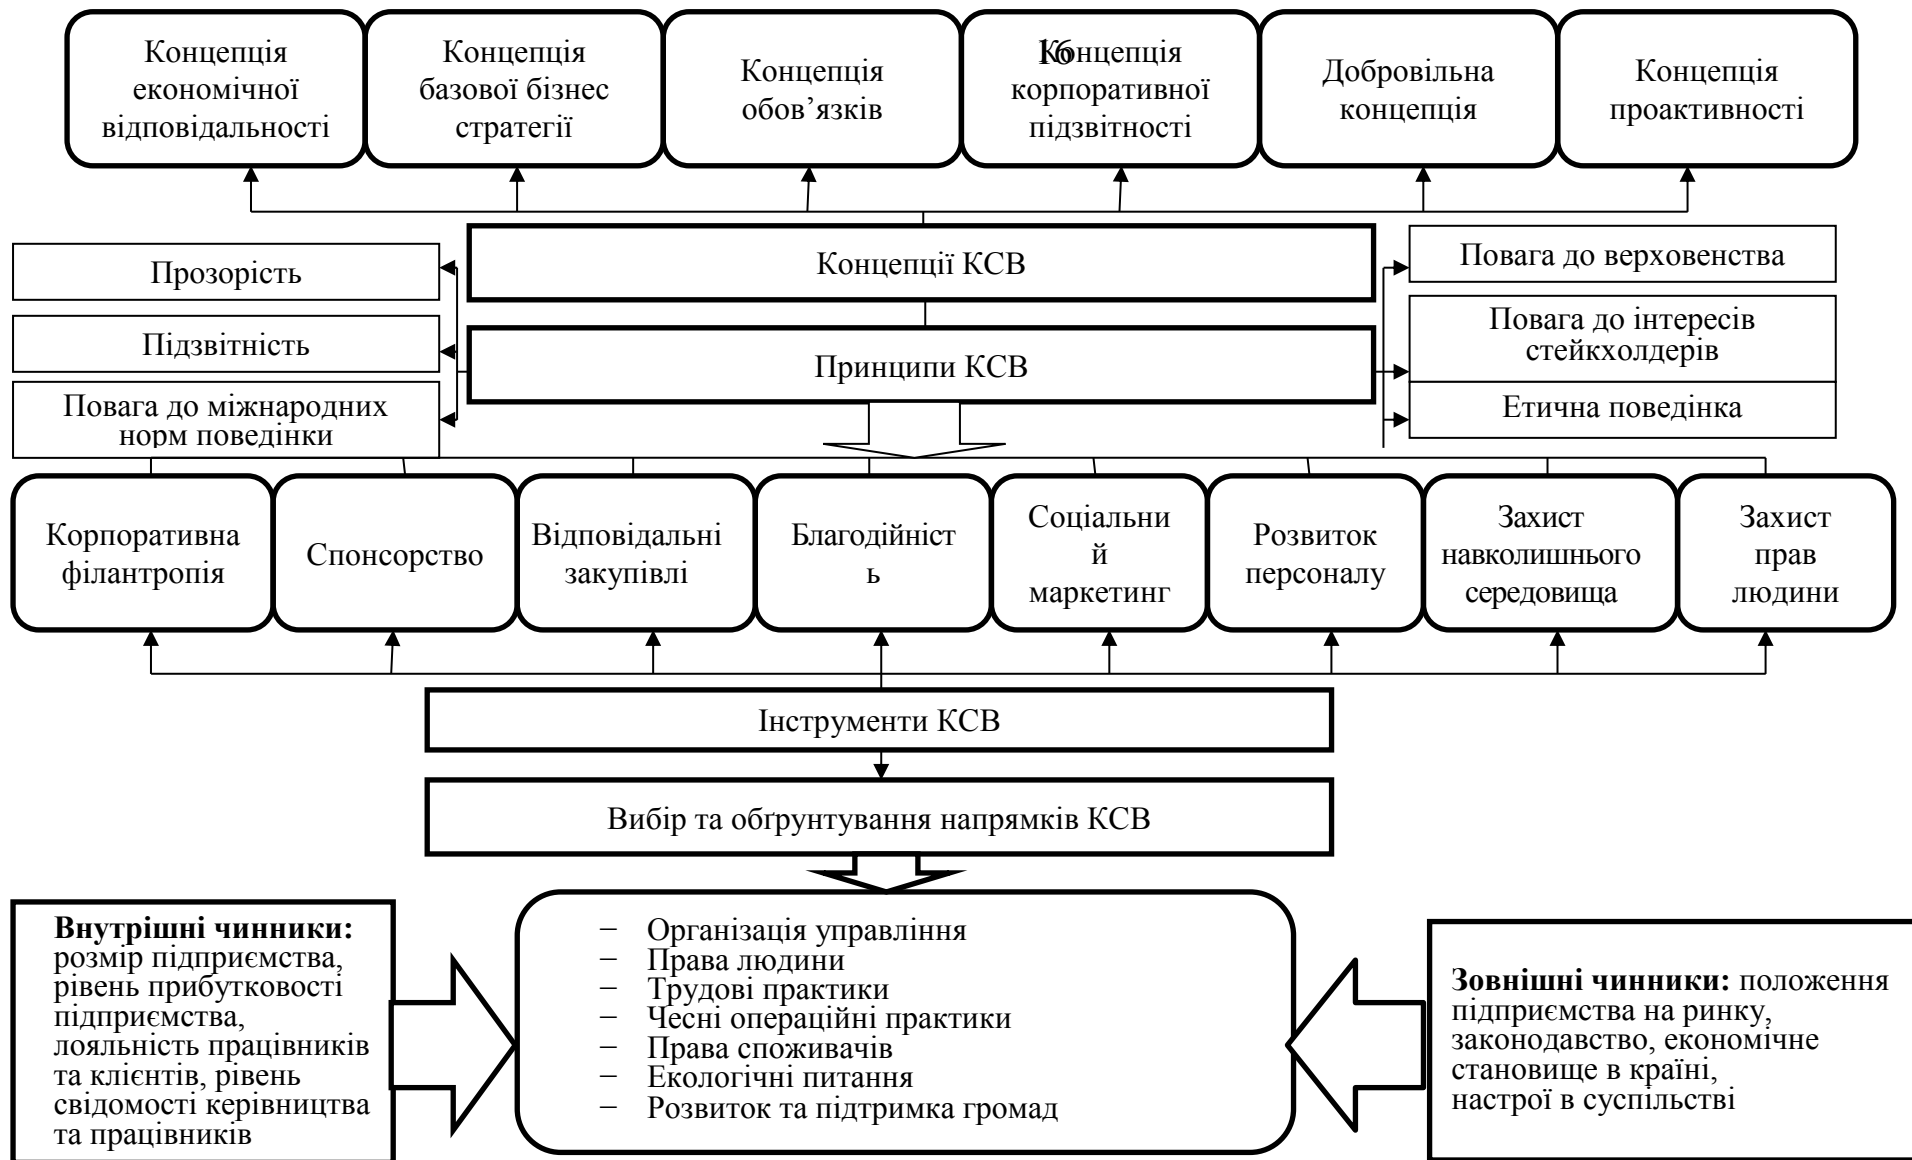 Концепція
економічної
відповідальності
Концепція
базової бізнес
стратегії
Концепція
обов’язків
16
Концепція
корпоративної
підзвітності
Добровільна
концепція
Концепція
проактивності
Концепції КСВ
Прозорість
Підзвітність
Повага до міжнародних
норм поведінки
Принципи КСВ
Повага до верховенства
Повага до інтересів
стейкхолдерів
Етична поведінка
Корпоративна
філантропія
Спонсорство
Відповідальні
закупівлі
Благодійніст
ь
Соціальни
й
маркетинг
Розвиток
персоналу
Захист
навколишнього
середовища
Захист
прав
людини
Інструменти КСВ
Вибір та обґрунтування напрямків КСВ
Внутрішні чинники:
розмір підприємства,
рівень прибутковості
підприємства,
лояльність працівників
та клієнтів, рівень
свідомості керівництва
та працівників
− Організація управління
− Права людини
− Трудові практики
− Чесні операційні практики
− Права споживачів
− Екологічні питання
− Розвиток та підтримка громад
Зовнішні чинники: положення
підприємства на ринку,
законодавство, економічне
становище в країні,
настрої в суспільстві